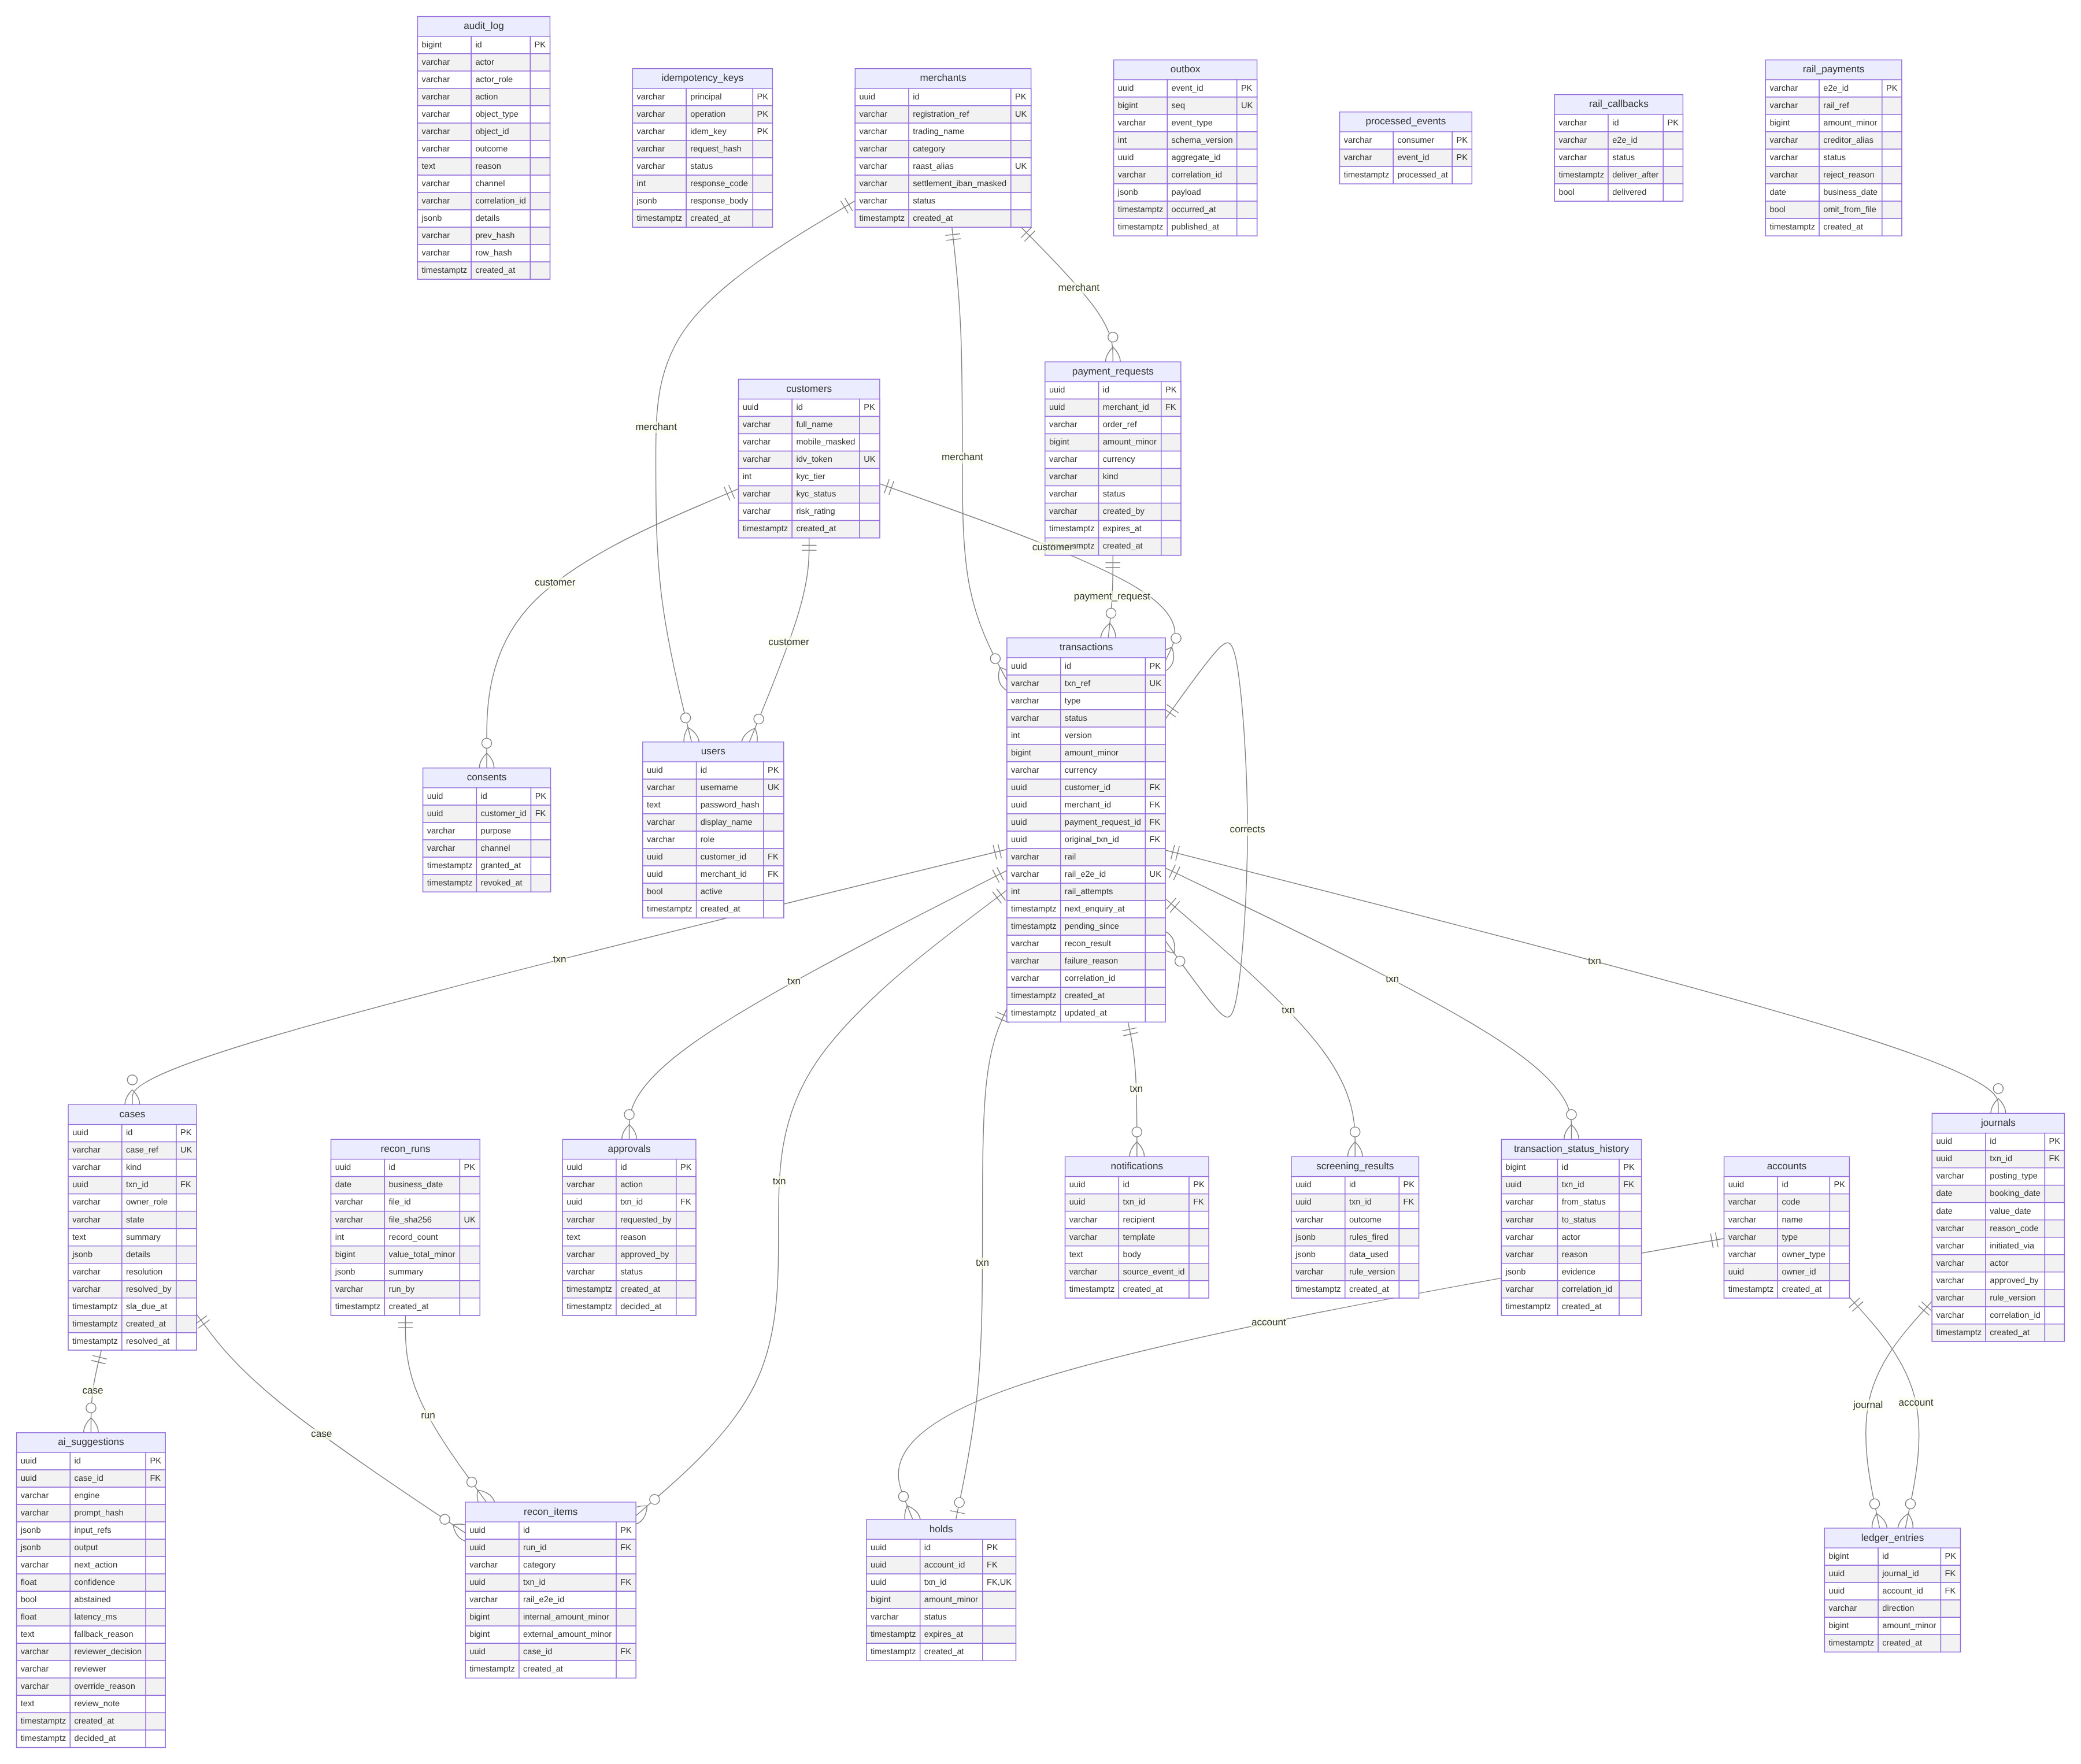 audit_log
bigint id PK
varchar actor
varchar actor_role
varchar action
varchar object_type
varchar object_id
varchar outcome
text reason
varchar channel
varchar correlation_id
jsonb details
varchar prev_hash
varchar row_hash
timestamptz created_at
idempotency_keys
varchar principal PK
varchar operation PK
varchar idem_key PK
varchar request_hash
varchar status
int response_code
jsonb response_body
timestamptz created_at
merchants
uuid id PK
varchar registration_ref UK
varchar trading_name
varchar category
varchar raast_alias UK
varchar settlement_iban_masked
varchar status
timestamptz created_at
outbox
uuid event_id PK
bigint seq UK
varchar event_type
int schema_version
uuid aggregate_id
varchar correlation_id
jsonb payload
timestamptz occurred_at
timestamptz published_at
processed_events
varchar consumer PK
varchar event_id PK
timestamptz processed_at
rail_callbacks
varchar id PK
varchar e2e_id
varchar status
timestamptz deliver_after
bool delivered
rail_payments
varchar e2e_id PK
varchar rail_ref
bigint amount_minor
varchar creditor_alias
varchar status
varchar reject_reason
date business_date
bool omit_from_file
timestamptz created_at
merchant
merchant
merchant
customers
uuid id PK
varchar full_name
varchar mobile_masked
varchar idv_token UK
int kyc_tier
varchar kyc_status
varchar risk_rating
timestamptz created_at
payment_requests
uuid id PK
uuid merchant_id FK
varchar order_ref
bigint amount_minor
varchar currency
varchar kind
varchar status
varchar created_by
timestamptz expires_at
mptz created_at
customer
customer
customer
payment_request
consents
uuid id PK
uuid customer_id FK
varchar purpose
varchar channel
timestamptz granted_at
timestamptz revoked_at
users
uuid id PK
varchar username UK
text password_hash
varchar display_name
varchar role
uuid customer_id FK
uuid merchant_id FK
bool active
timestamptz created_at
transactions
uuid id PK
varchar txn_ref UK
varchar type
varchar status
int version
bigint amount_minor
varchar currency
uuid customer_id FK
uuid merchant_id FK
uuid payment_request_id FK
uuid original_txn_id FK
varchar rail
varchar rail_e2e_id UK
int rail_attempts
timestamptz next_enquiry_at
timestamptz pending_since
varchar recon_result
varchar failure_reason
varchar correlation_id
timestamptz created_at
timestamptz updated_at
corrects
txn
txn
txn
txn
txn
txn
txn
txn
cases
uuid id PK
varchar case_ref UK
varchar kind
uuid txn_id FK
varchar owner_role
varchar state
text summary
jsonb details
varchar resolution
varchar resolved_by
timestamptz sla_due_at
timestamptz created_at
timestamptz resolved_at
recon_runs
uuid id PK
date business_date
varchar file_id
varchar file_sha256 UK
int record_count
bigint value_total_minor
jsonb summary
varchar run_by
timestamptz created_at
approvals
uuid id PK
varchar action
uuid txn_id FK
varchar requested_by
text reason
varchar approved_by
varchar status
timestamptz created_at
timestamptz decided_at
notifications
uuid id PK
uuid txn_id FK
varchar recipient
varchar template
text body
varchar source_event_id
timestamptz created_at
screening_results
uuid id PK
uuid txn_id FK
varchar outcome
jsonb rules_fired
jsonb data_used
varchar rule_version
timestamptz created_at
transaction_status_history
bigint id PK
uuid txn_id FK
varchar from_status
varchar to_status
varchar actor
varchar reason
jsonb evidence
varchar correlation_id
timestamptz created_at
accounts
uuid id PK
varchar code
varchar name
varchar type
varchar owner_type
uuid owner_id
timestamptz created_at
journals
uuid id PK
uuid txn_id FK
varchar posting_type
date booking_date
date value_date
varchar reason_code
varchar initiated_via
varchar actor
varchar approved_by
varchar rule_version
varchar correlation_id
timestamptz created_at
case
case
run
account
journal
account
ai_suggestions
uuid id PK
uuid case_id FK
varchar engine
varchar prompt_hash
jsonb input_refs
jsonb output
varchar next_action
float confidence
bool abstained
float latency_ms
text fallback_reason
varchar reviewer_decision
varchar reviewer
varchar override_reason
text review_note
timestamptz created_at
timestamptz decided_at
recon_items
uuid id PK
uuid run_id FK
varchar category
uuid txn_id FK
varchar rail_e2e_id
bigint internal_amount_minor
bigint external_amount_minor
uuid case_id FK
timestamptz created_at
holds
uuid id PK
uuid account_id FK
uuid txn_id FK,UK
bigint amount_minor
varchar status
timestamptz expires_at
timestamptz created_at
ledger_entries
bigint id PK
uuid journal_id FK
uuid account_id FK
varchar direction
bigint amount_minor
timestamptz created_at